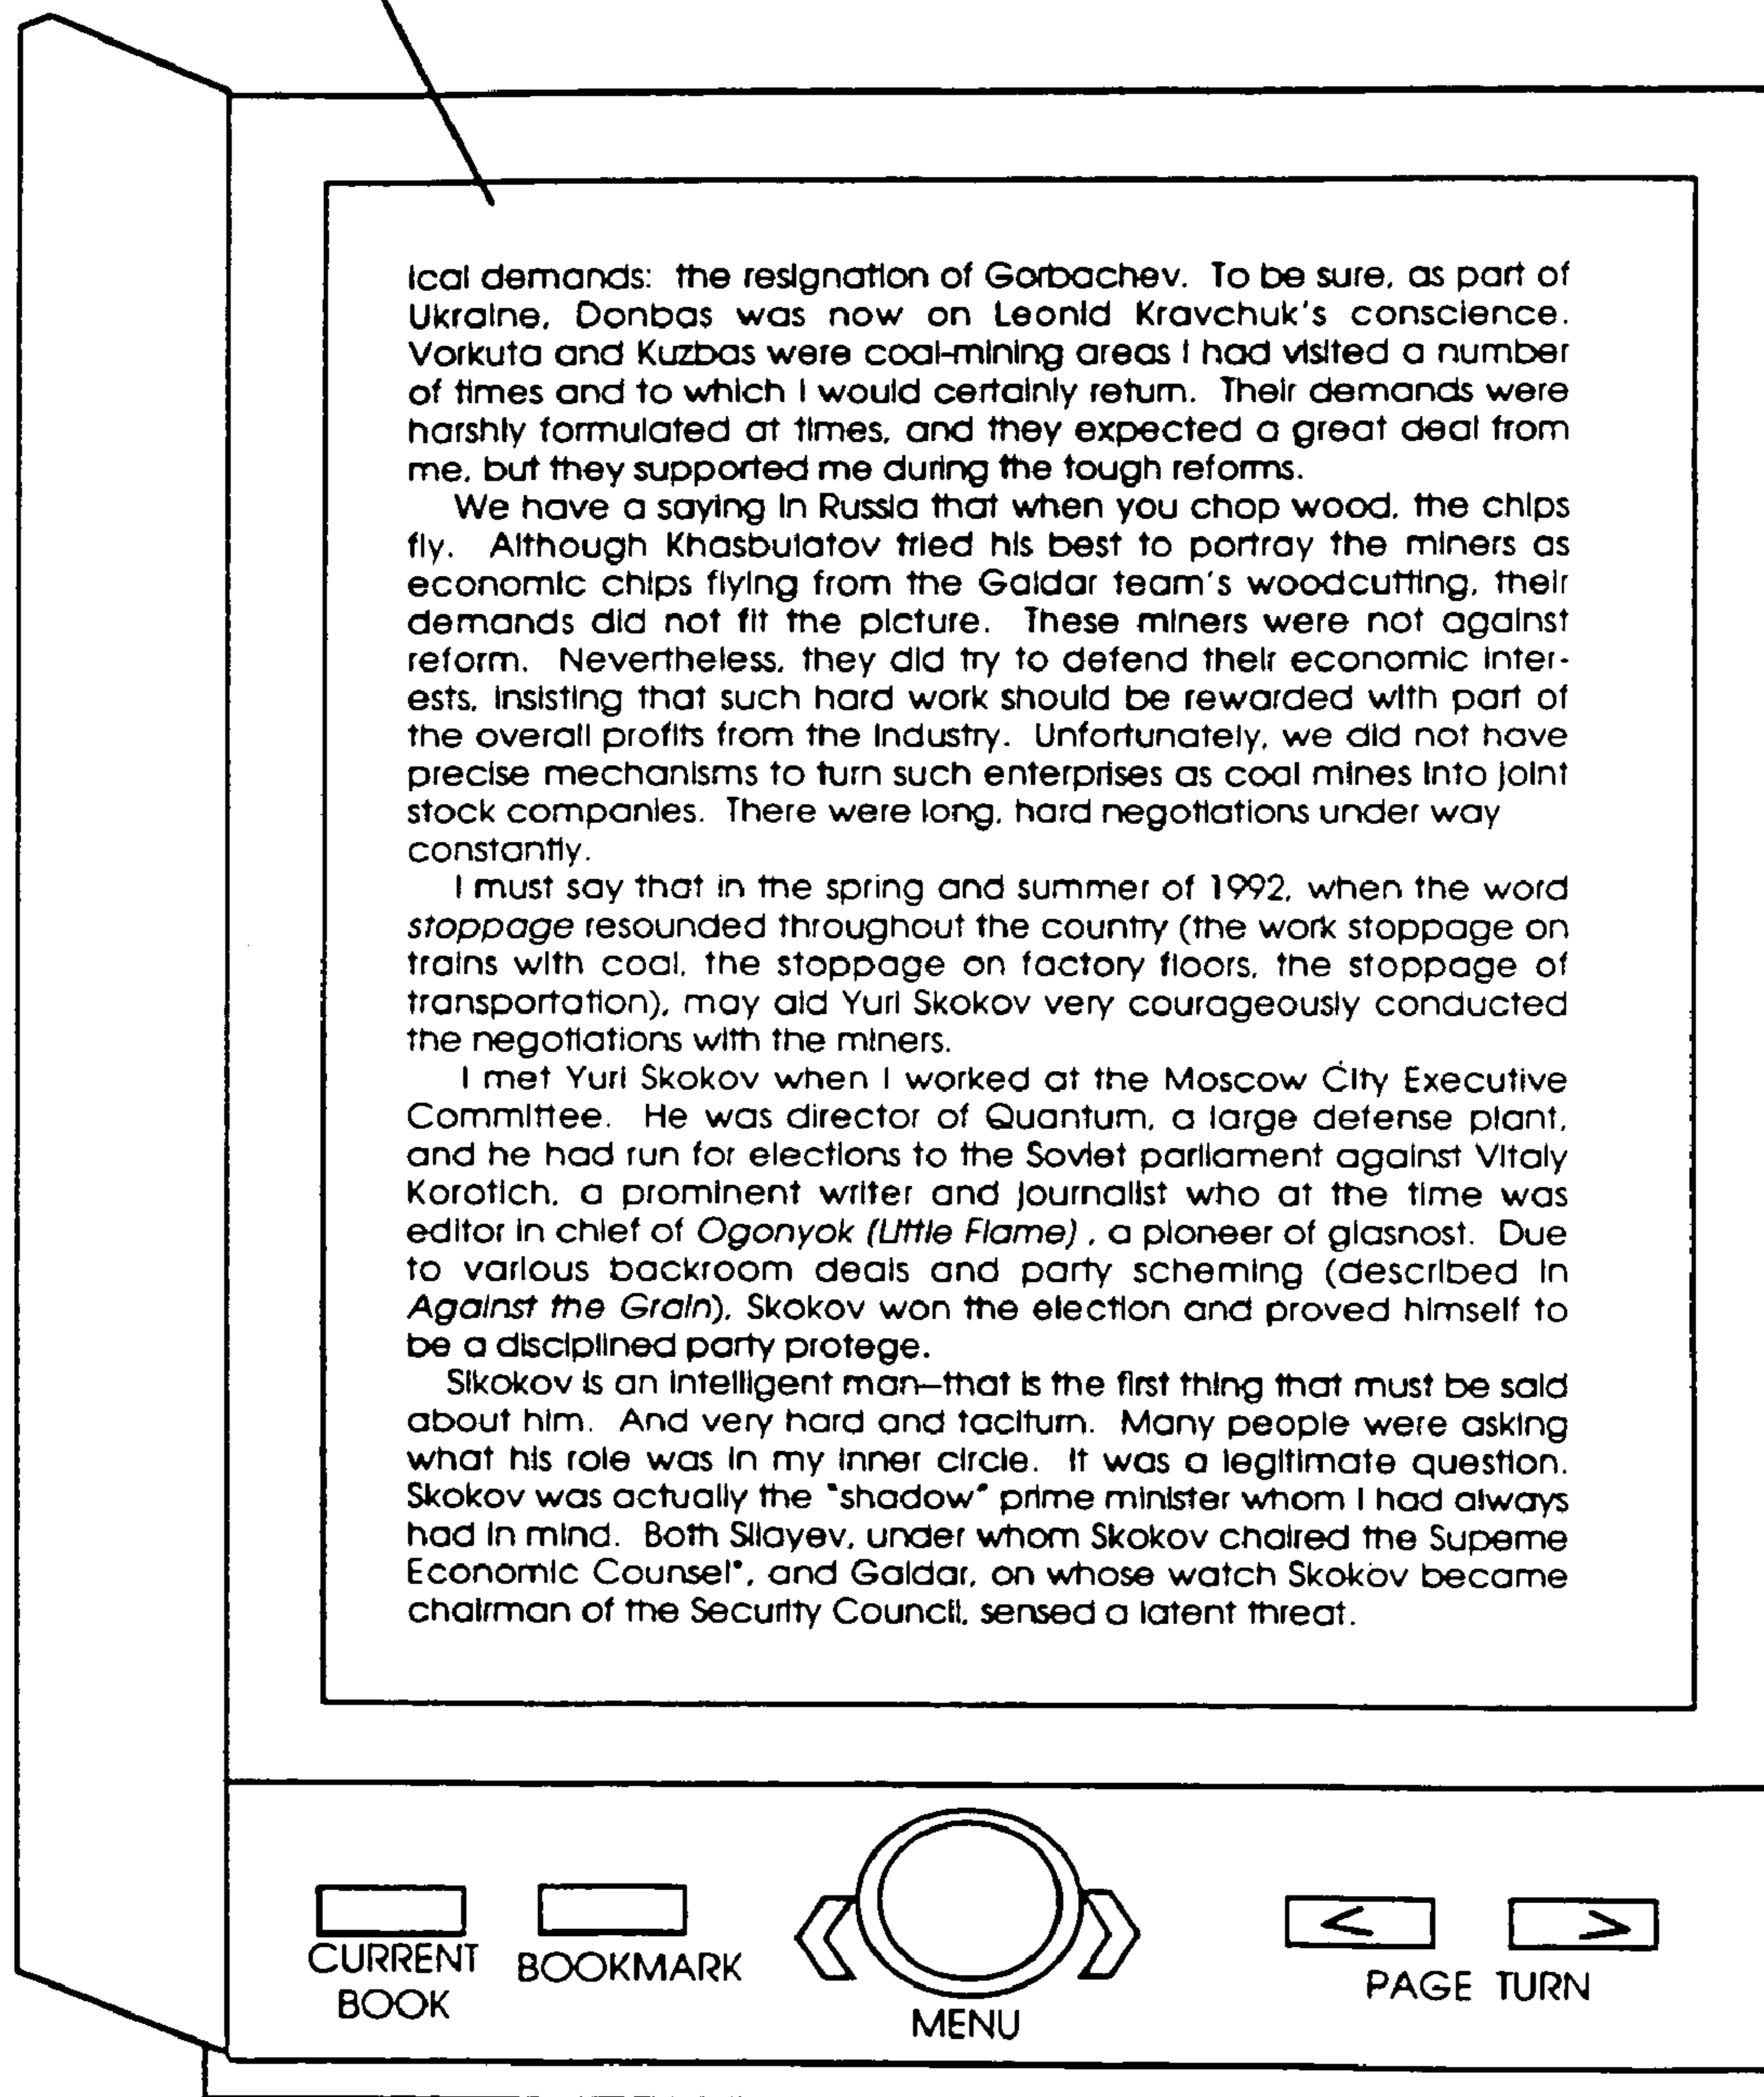 ical demands: the resignation of Gorbachev. To be sure, as part of
Ukraine, Donbas was now on Leonid Kravchuk's conscience.
Vorkuta and Kuzbas were coal-mining areas I had visited a number
of times and to which I would certainly return. Their demands were
harshly formulated at times, and they expected a great deal from
me, but they supported me during the tough reforms.
We have a saying in Russia that when you chop wood, the chips
fly. Although Khasbulatov tried his best to portray the miners as
economic chips flying from the Gaidar team's woodcutting, their
demands did not fit the picture. These miners were not against
reform. Nevertheless, they did try to defend their economic inter-
ests, insisting that such hard work should be rewarded with part of
the overall profits from the industry. Unfortunately, we did not have
precise mechanisms to turn such enterprises as coal mines into joint
stock companies. There were long, hard negotiations under way
constantly.
I must say that in the spring and summer of 1992, when the word
stoppage resounded throughout the country (the work stoppage on
trains with coal, the stoppage on factory floors, the stoppage of
transportation), may aid Yuri Skokov very courageously conducted
the negotiations with the miners.
I met Yuri Skokov when I worked at the Moscow City Executive
Committee. He was director of Quantum, a large defense plant,
and he had run for elections to the Soviet parliament against Vitaly
Korotich, a prominent writer and journalist who at the time was
editor in chief of Ogonyok (Little Flame) , a pioneer of glasnost. Due
to various backroom deals and party scheming (described in
Against the Grain), Skokov won the election and proved himself to
be a disciplined party protege.
Sikokov is an intelligent man—that is the first thing that must be said
about him. And very hard and taciturn. Many people were asking
what his role was in my inner circle. It was a legitimate question.
Skokov was actually the "shadow" prime minister whom I had always
had in mind. Both Silayev, under whom Skokov chaired the Supeme
Economic Counsel*, and Gaidar, on whose watch Skokov became
chairman of the Security Council, sensed a latent threat.
CURRENT BOOK
BOOKMARK
MENU
< >
PAGE TURN